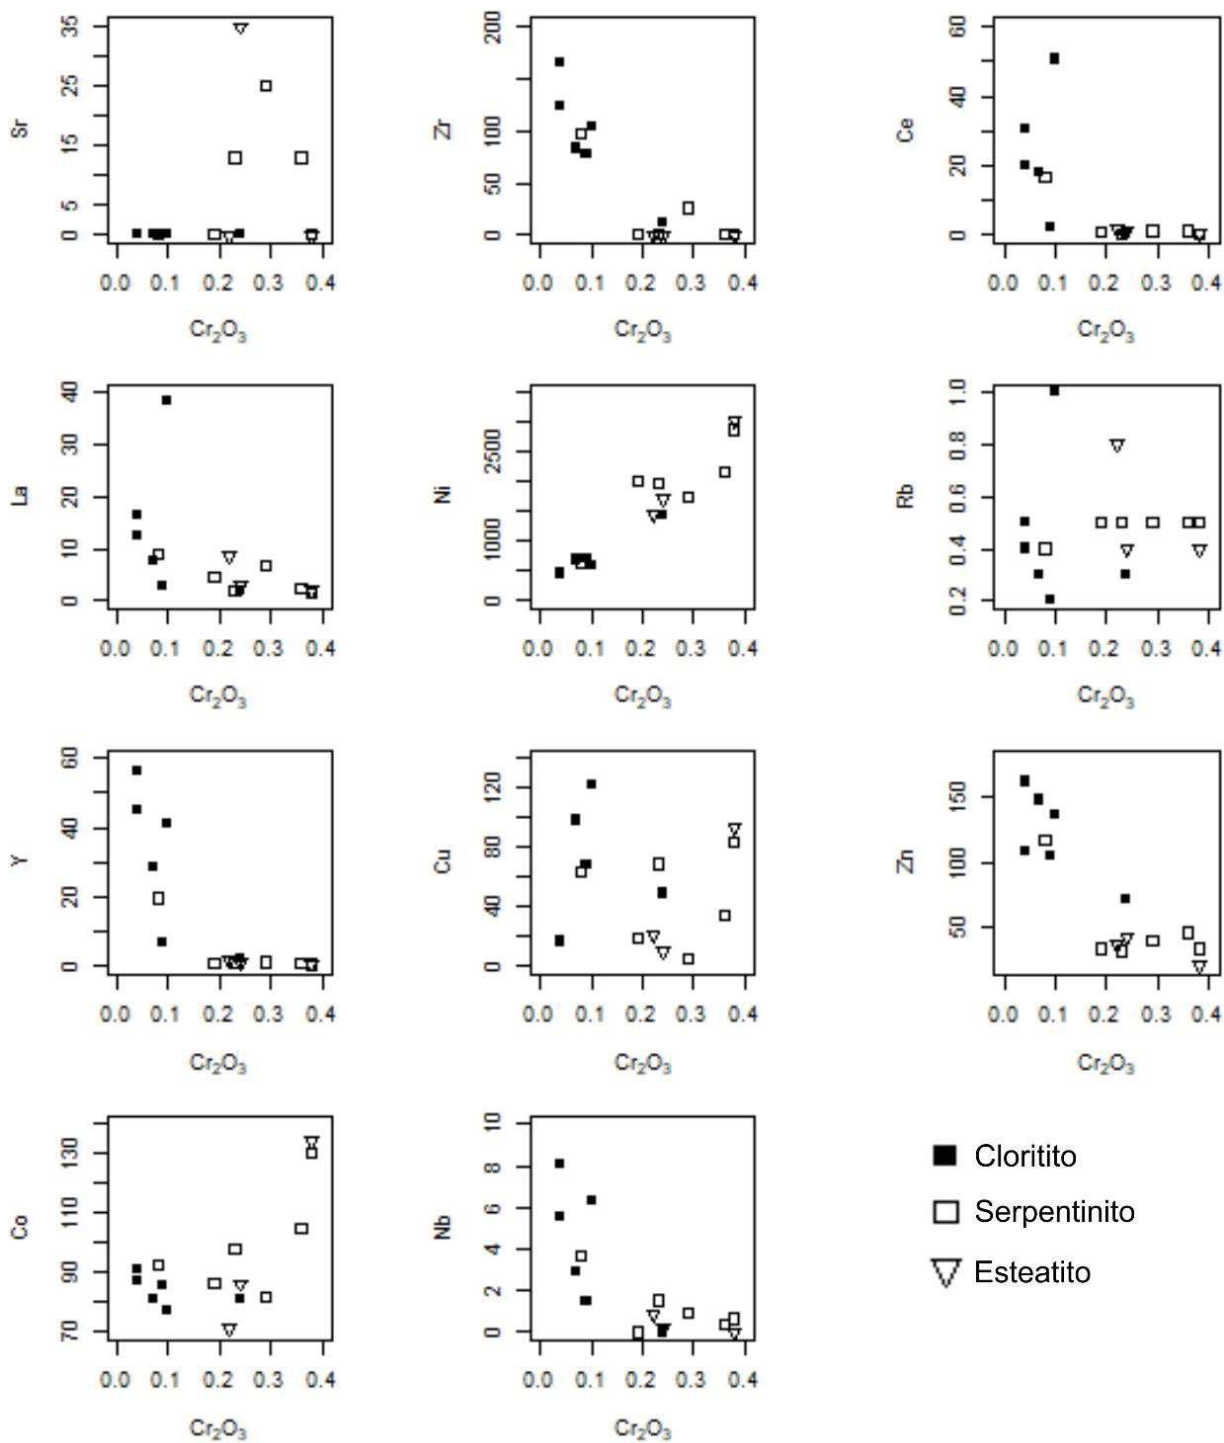 Sr
35
25
15
5
0
0.0 0.1 0.2 0.3 0.4
Cr₂O₃
Zr
200
100
50
0
0.0 0.1 0.2 0.3 0.4
Cr₂O₃
Ce
60
40
20
0
0.0 0.1 0.2 0.3 0.4
Cr₂O₃
La
40
30
20
10
0
0.0 0.1 0.2 0.3 0.4
Cr₂O₃
Ni
2500
1000
0
0.0 0.1 0.2 0.3 0.4
Cr₂O₃
Rb
1.0
0.8
0.6
0.4
0.2
0.0 0.1 0.2 0.3 0.4
Cr₂O₃
Y
60
40
20
0
0.0 0.1 0.2 0.3 0.4
Cr₂O₃
Cu
120
80
40
0
0.0 0.1 0.2 0.3 0.4
Cr₂O₃
Zn
150
100
50
0.0 0.1 0.2 0.3 0.4
Cr₂O₃
Co
130
110
90
70
0.0 0.1 0.2 0.3 0.4
Cr₂O₃
Nb
10
8
6
4
2
0
0.0 0.1 0.2 0.3 0.4
Cr₂O₃
Cloritito
Serpentinito
Esteatito